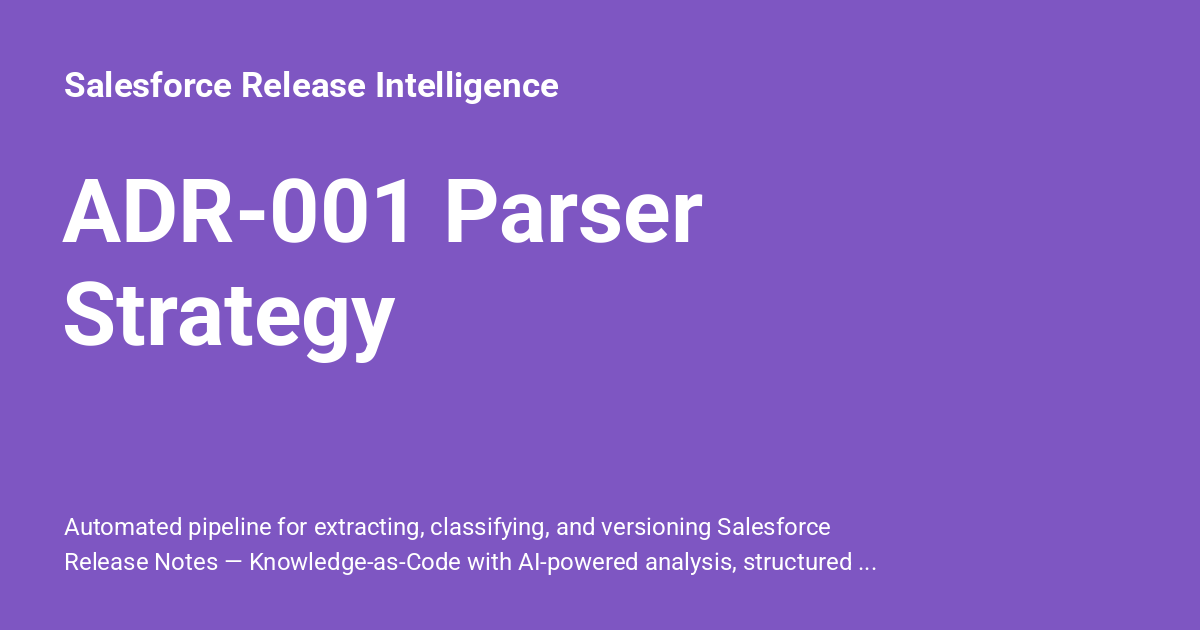 Salesforce Release Intelligence
ADR-001 Parser
Strategy
Automated pipeline for extracting, classifying, and versioning Salesforce
Release Notes — Knowledge-as-Code with AI-powered analysis, structured ...